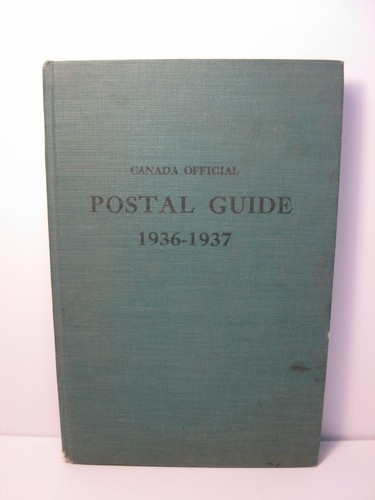 CANADA OFFICIAL
POSTAL GUIDE
1936-1937